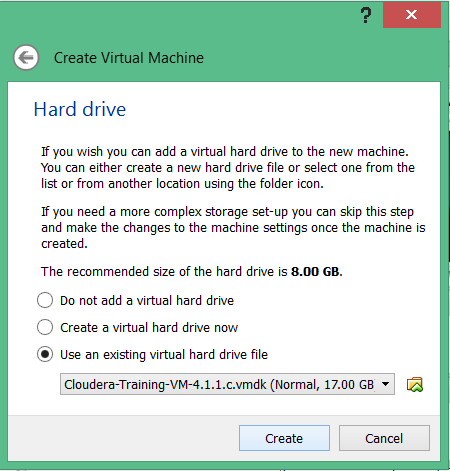 ?
Create Virtual Machine
Hard drive
If you wish you can add a virtual hard drive to the new machine.
You can either create a new hard drive file or select one from the
list or from another location using the folder icon.
If you need a more complex storage set-up you can skip this step
and make the changes to the machine settings once the machine is
created.
The recommended size of the hard drive is 8.00 GB.
Do not add a virtual hard drive
Create a virtual hard drive now
Use an existing virtual hard drive file
Cloudera-Training-VM-4.1.1.c.vmdk (Normal, 17.00 GB
Create Cancel